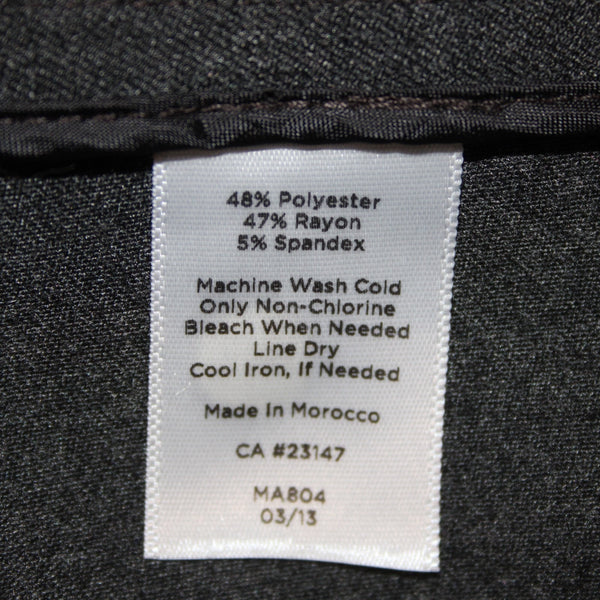 48% Polyester
47% Rayon
5% Spandex
Machine Wash Cold
Only Non-Chlorine
Bleach When Needed
Line Dry
Cool Iron, If Needed
Made In Morocco
CA #23147
MA804
03/13